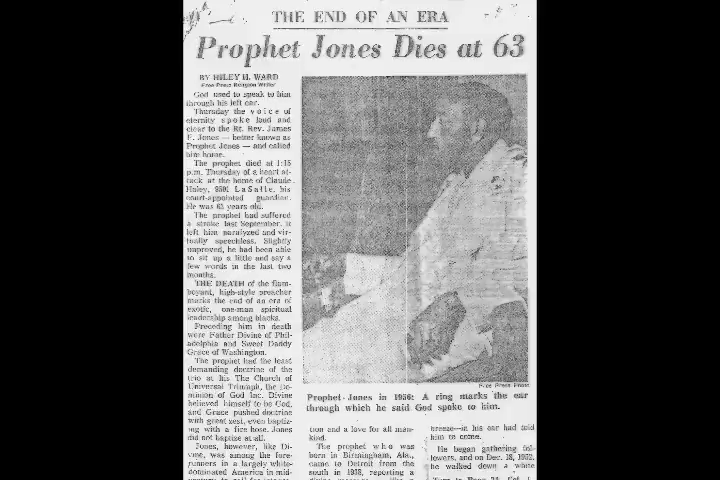 THE END OF AN ERA
Prophet Jones Dies at 63
BY HILEY H. WARD
Free Press Religion Writer
God used to speak to him
through his left ear.
Thursday the voice of
eternity spoke loud and
clear to the Rt. Rev. James
F. Jones — better known as
Prophet Jones — and called
him home.
The prophet died at 1:15
p.m. Thursday of a heart at-
tack at the home of Claude
Haley, 9501 LaSalle, his
court-appointed guardian.
He was 63 years old.
The prophet had suffered
a stroke last September. It
left him paralyzed and vir-
tually speechless. Slightly
improved, he had been able
to sit up a little and say a
few words in the last two
months.
THE DEATH of the flam-
boyant, high-style preacher
marks the end of an era of
exotic, one-man spiritual
leadership among blacks.
Preceding him in death
were Father Divine of Phil-
adelphia and Sweet Daddy
Grace of Washington.
The prophet had the least
demanding doctrine of the
trio at his The Church of
Universal Triumph, the Do-
minion of God Inc. Divine
believed himself to be God,
and Grace pushed doctrine
with great zest, even baptiz-
ing with a fire hose. Jones
did not baptize at all.
Jones, however, like Di-
vine, was among the fore-
runners in a largely white-
dominated America in mid-
Free Press Photo
Prophet Jones in 1956: A ring marks the ear
through which he said God spoke to him.
tion and a love for all man-
kind.
The prophet who was
born in Birmingham, Ala.,
came to Detroit from the
south in 1938, reporting a
breeze—in his ear had told
him to come.
He began gathering fol-
lowers, and on Dec. 18, 1952,
he walked down a white